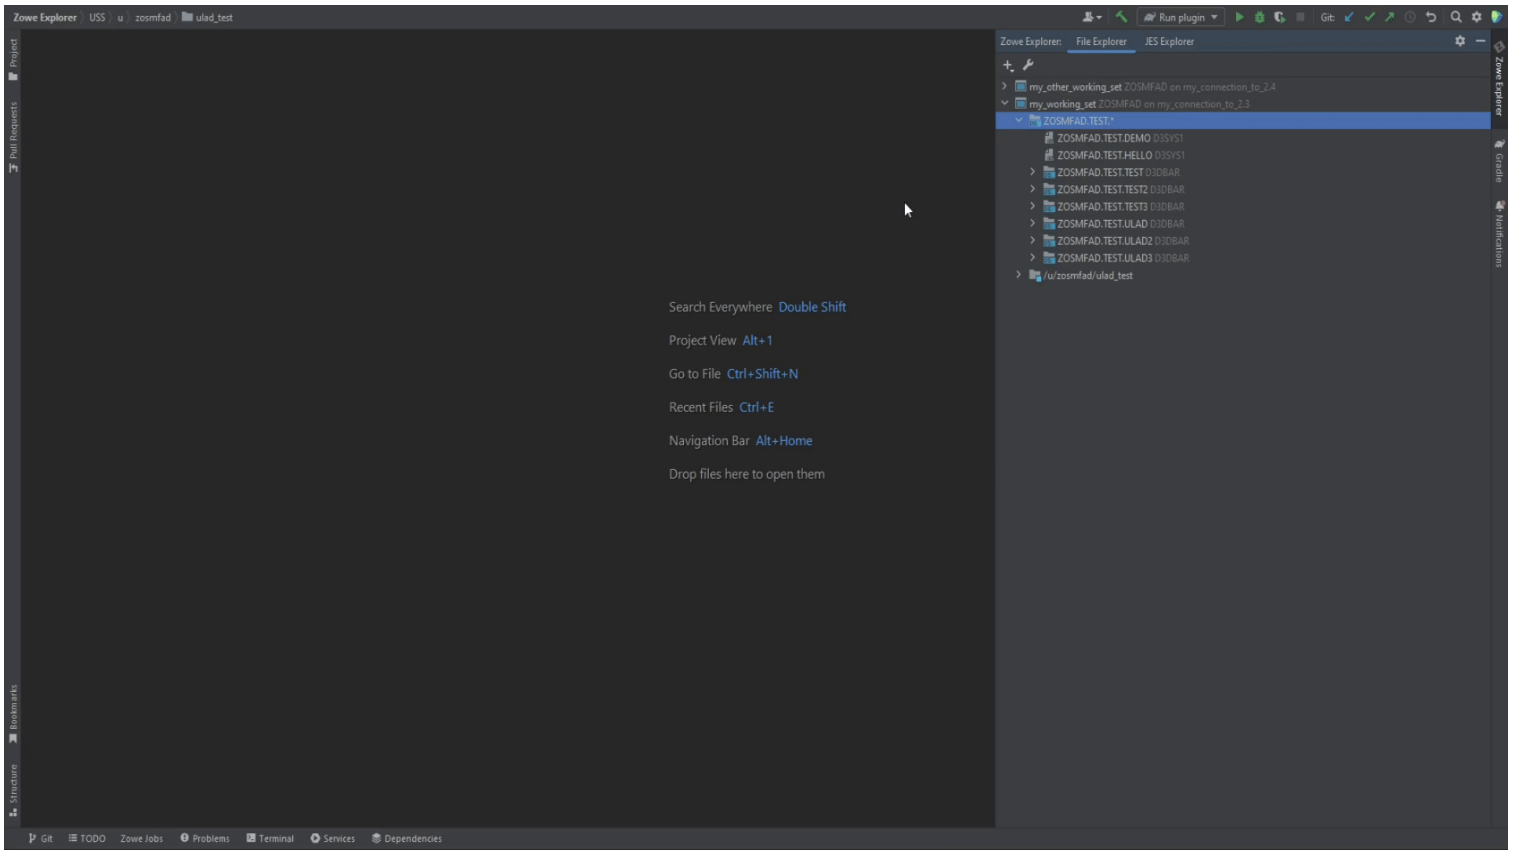 Zowe Explorer USS u zosmfad ulad_test
Run plugin
Git:
Project
Pull Requests
Bookmarks
Structure
Search Everywhere Double Shift
Project View Alt+1
Go to File Ctrl+Shift+N
Recent Files Ctrl+E
Navigation Bar Alt+Home
Drop files here to open them
Zowe Explorer: File Explorer JES Explorer
my_other_working_set ZOSMFAD on my_connection_to_2.4
my_working_set ZOSMFAD on my_connection_to_2.3
ZOSMFAD.TEST.*
ZOSMFAD.TEST.DEMO D3SYS1
ZOSMFAD.TEST.HELLO D3SYS1
ZOSMFAD.TEST.TEST D3DBAR
ZOSMFAD.TEST.TEST2 D3DBAR
ZOSMFAD.TEST.TEST3 D3DBAR
ZOSMFAD.TEST.ULAD D3DBAR
ZOSMFAD.TEST.ULAD2 D3DBAR
ZOSMFAD.TEST.ULAD3 D3DBAR
/u/zosmfad/ulad_test
Zowe Explorer
Gradle
Notifications
Git TODO Zowe Jobs Problems Terminal Services Dependencies